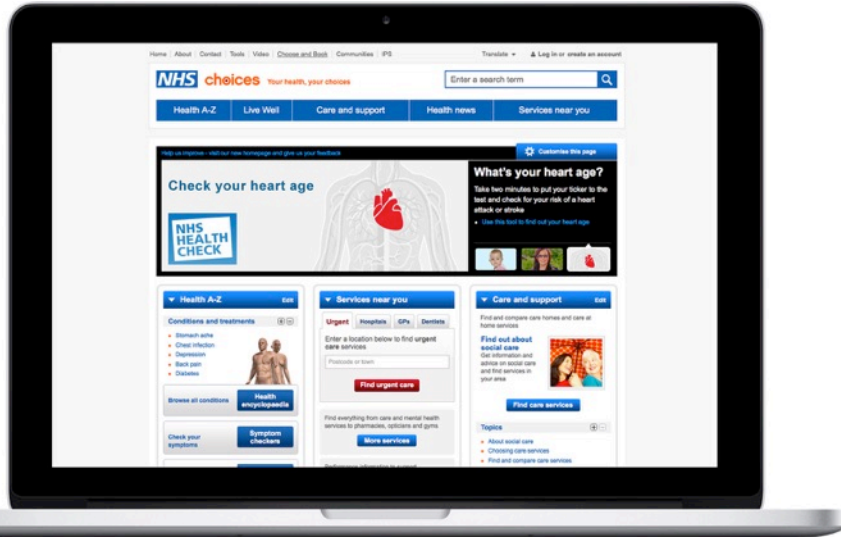 Home | About | Contact | Tools | Video | Choose and Book | Communities | IPS
Translate
Log in or create an account
NHS choices Your health, your choices
Enter a search term
Health A-Z
Live Well
Care and support
Health news
Services near you
Help us improve - visit our new homepage and give us your feedback
Customise this page
Check your heart age
NHS
HEALTH
CHECK
What's your heart age?
Take two minutes to put your ticker to the
test and check for your risk of a heart
attack or stroke
Use this tool to find out your heart age
Health A-Z
Edit
Conditions and treatments
Stomach ache
Chest infection
Depression
Back pain
Diabetes
Browse all conditions
Health
encyclopaedia
Check your
symptoms
Symptom
checkers
Services near you
Urgent
Hospitals
GPs
Dentists
Enter a location below to find urgent
care services
Postcode or town
Find urgent care
Find everything from care and mental health
services to pharmacies, opticians and gyms
More services
Care and support
Edit
Find and compare care homes and care at
home services
Find out about
social care
Get information and
advice on social care
and find services in
your area
Find care services
Topics
About social care
Choosing care services
Find and compare care services